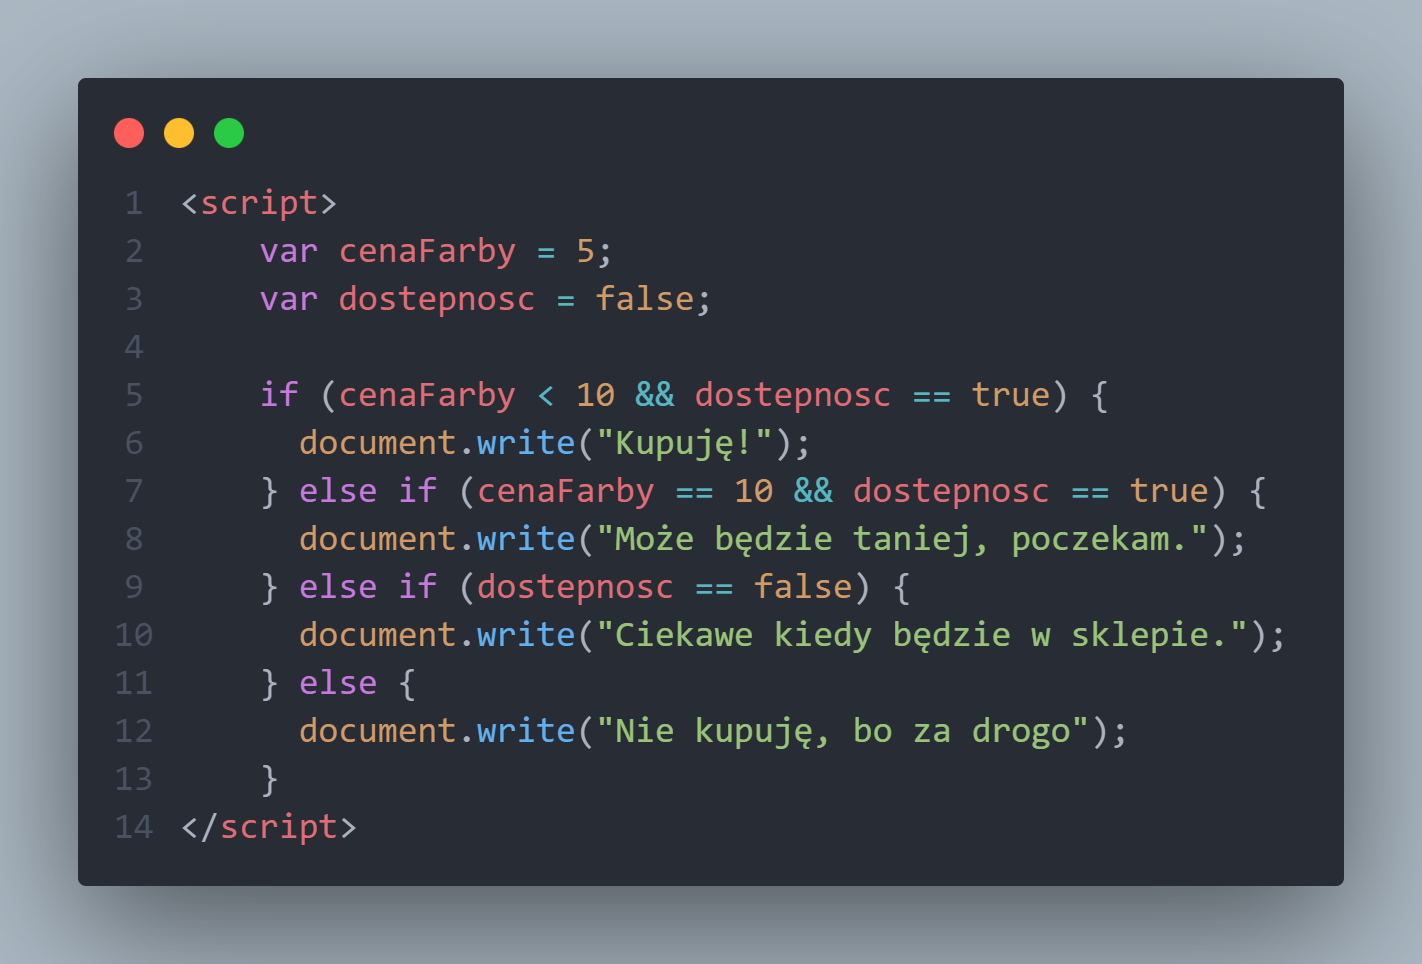 1 <script>
2     var cenaFarby = 5;
3     var dostepnosc = false;
4
5     if (cenaFarby < 10 && dostepnosc == true) {
6       document.write("Kupuję!");
7     } else if (cenaFarby == 10 && dostepnosc == true) {
8       document.write("Może będzie taniej, poczekam.");
9     } else if (dostepnosc == false) {
10       document.write("Ciekawe kiedy będzie w sklepie.");
11     } else {
12       document.write("Nie kupuję, bo za drogo");
13     }
14 </script>